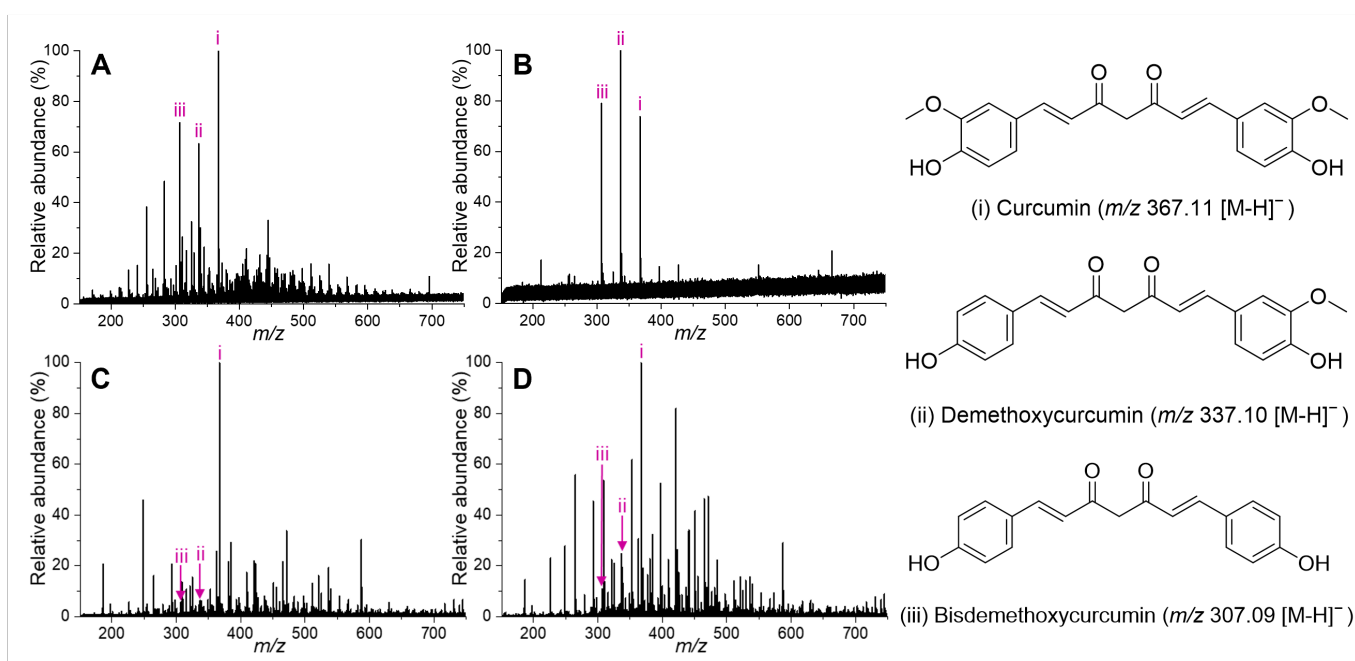 A
i
iii
ii
Relative abundance (%)
100
80
60
40
20
0
200
300
400
500
600
700
m/z
B
ii
iii
i
Relative abundance (%)
100
80
60
40
20
0
200
300
400
500
600
700
m/z
C
i
iii
ii
Relative abundance (%)
100
80
60
40
20
0
200
300
400
500
600
700
m/z
D
i
iii
ii
Relative abundance (%)
100
80
60
40
20
0
200
300
400
500
600
700
m/z
O O
O O
HO OH
(i) Curcumin (m/z 367.11 [M-H]⁻)
O O
O
HO OH
(ii) Demethoxycurcumin (m/z 337.10 [M-H]⁻)
O O
HO OH
(iii) Bisdemethoxycurcumin (m/z 307.09 [M-H]⁻)